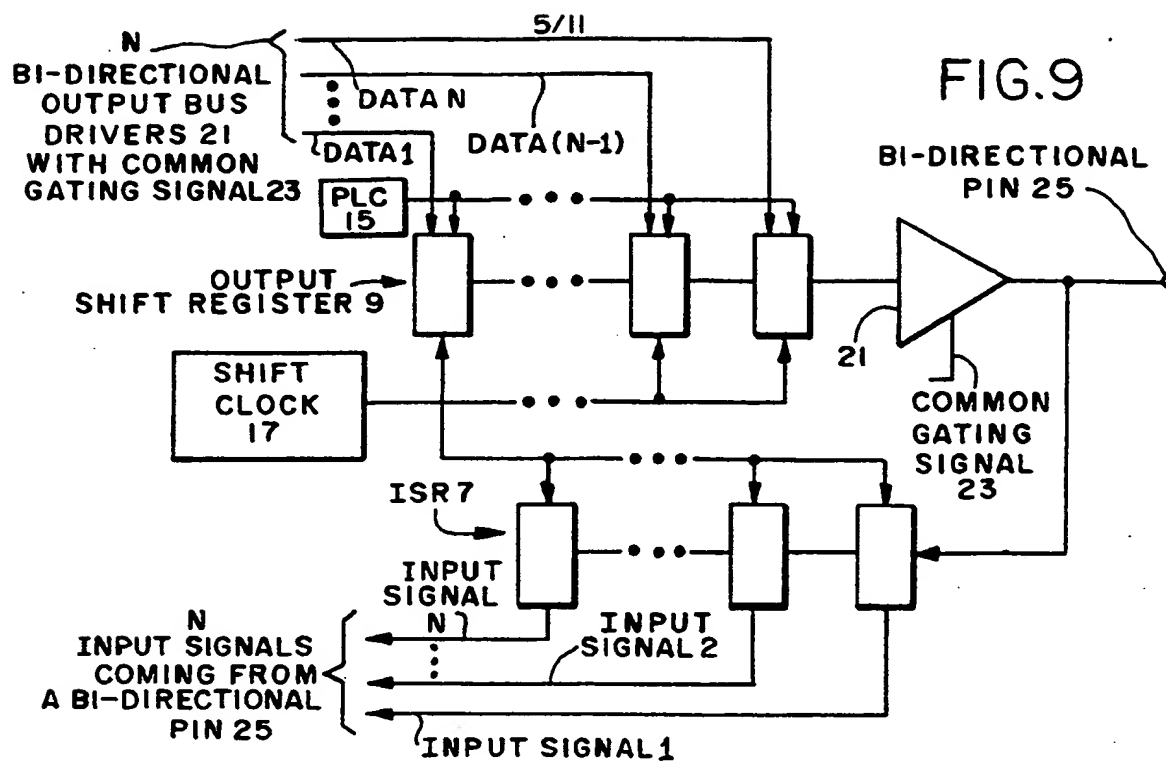 5/11
FIG.9
N
BI-DIRECTIONAL
OUTPUT BUS
DRIVERS 21
WITH COMMON
GATING SIGNAL 23
DATA N
DATA(N-1)
DATA 1
BI-DIRECTIONAL
PIN 25
PLC
15
OUTPUT
SHIFT REGISTER 9
21
SHIFT
CLOCK
17
COMMON
GATING
SIGNAL
23
ISR 7
INPUT
SIGNAL
N
INPUT
SIGNAL 2
N
INPUT SIGNALS
COMING FROM
A BI-DIRECTIONAL
PIN 25
INPUT SIGNAL 1